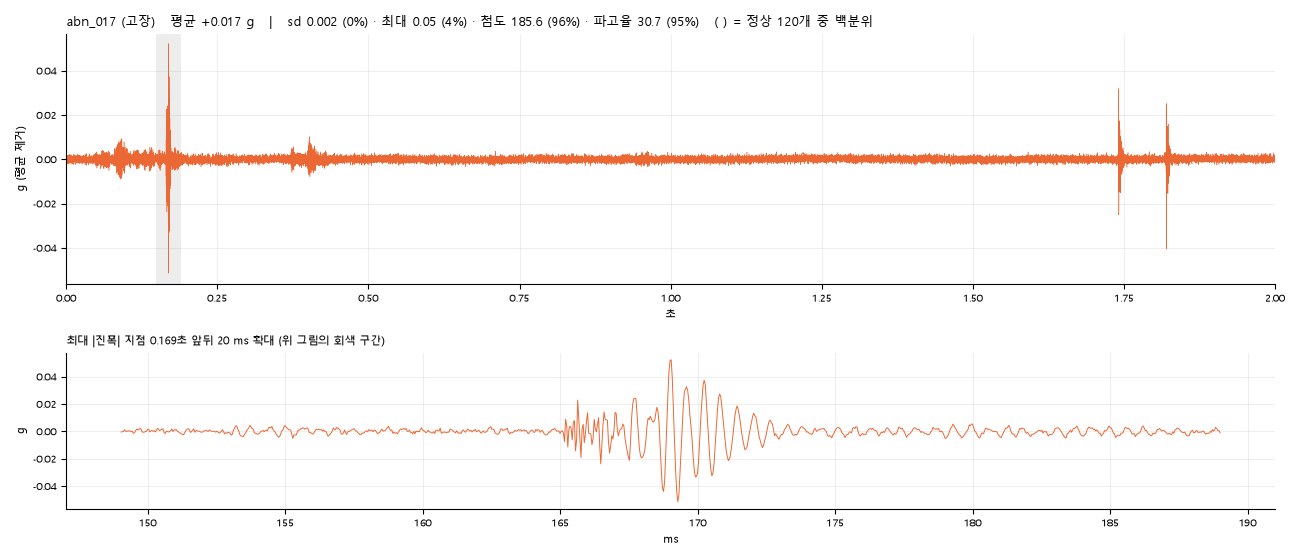 abn_017 (고장) 평균 +0.017 g | sd 0.002 (0%) · 최대 0.05 (4%) · 첨도 185.6 (96%) · 파고율 30.7 (95%) ( ) = 정상 120개 중 백분위
0.04
0.02
0.00
-0.02
-0.04
g (평균 제거)
0.00 0.25 0.50 0.75 1.00 1.25 1.50 1.75 2.00
초
최대 |진폭| 지점 0.169초 앞뒤 20 ms 확대 (위 그림의 회색 구간)
0.04
0.02
0.00
-0.02
-0.04
g
150 155 160 165 170 175 180 185 190
ms